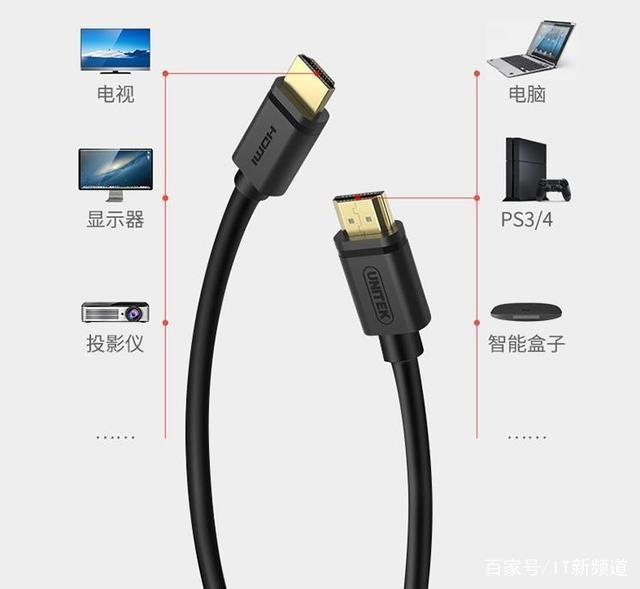 电视
显示器
投影仪
……
HDMI
UNITEK
电脑
PS3/4
智能盒子
……
百家号/IT新频道